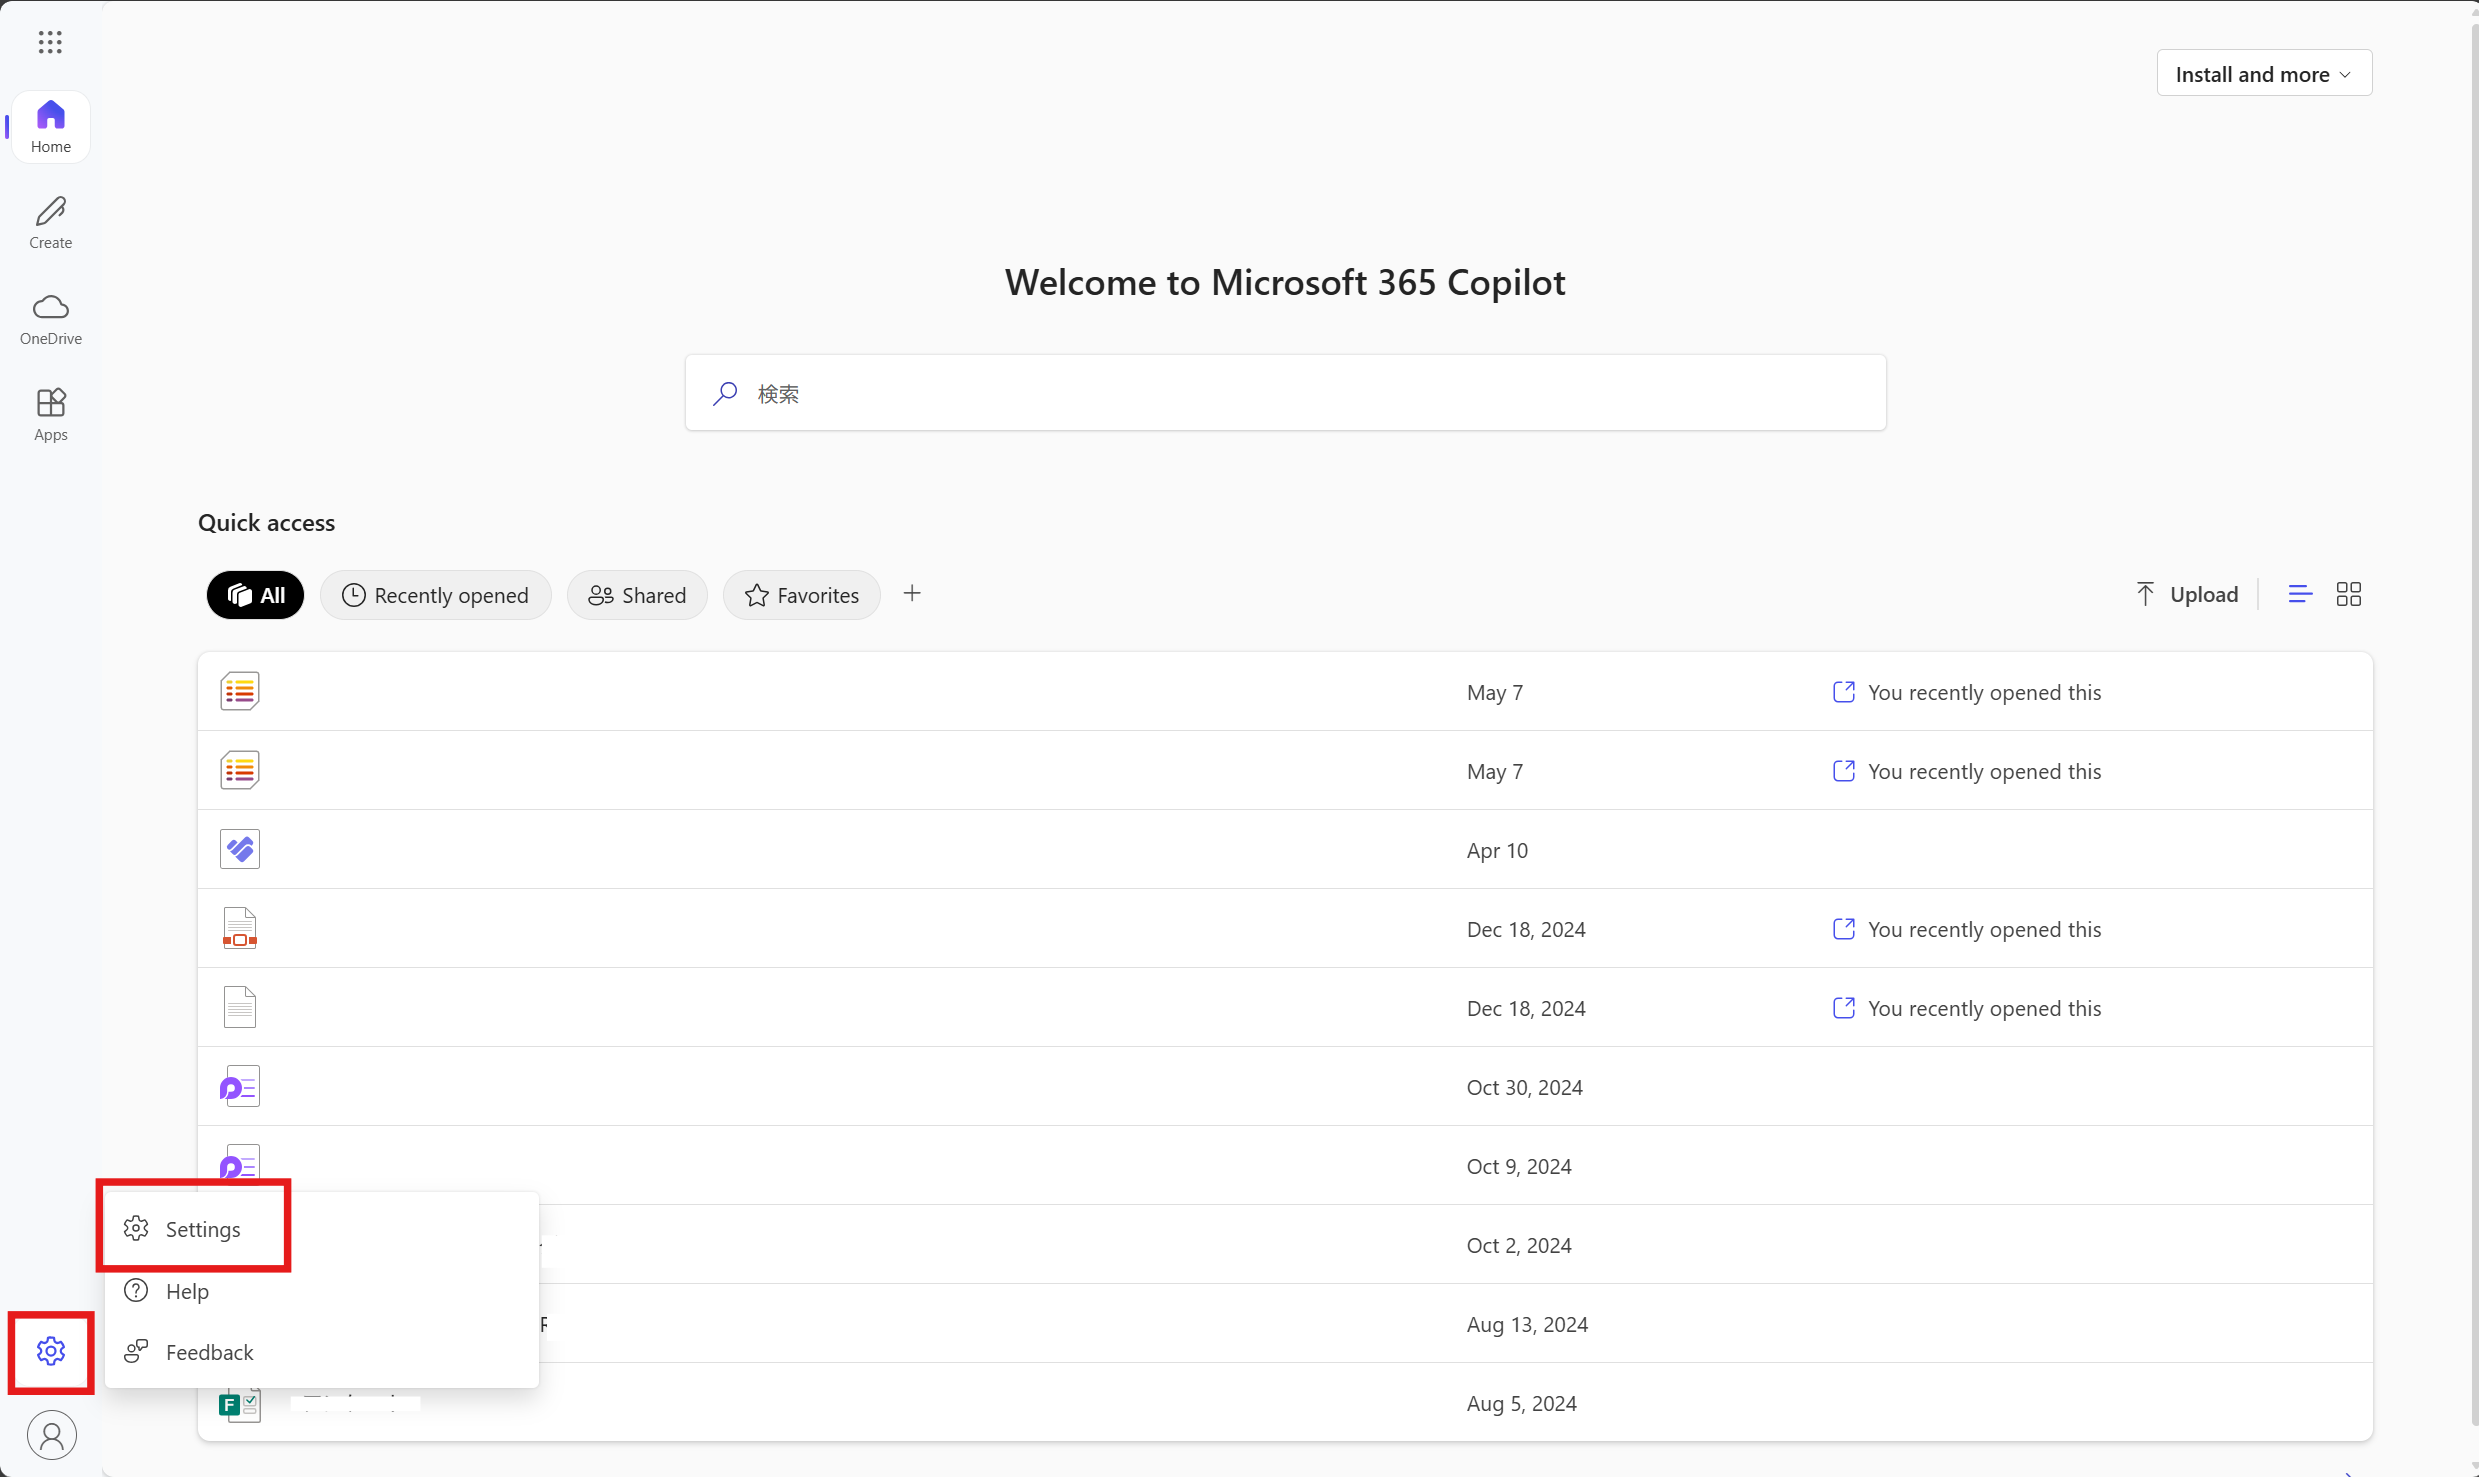 Install and more
Home
Create
OneDrive
Apps
Welcome to Microsoft 365 Copilot
検索
Quick access
All
Recently opened
Shared
Favorites
Upload
May 7
You recently opened this
May 7
You recently opened this
Apr 10
Dec 18, 2024
You recently opened this
Dec 18, 2024
You recently opened this
Oct 30, 2024
Oct 9, 2024
Settings
Oct 2, 2024
Help
Aug 13, 2024
Feedback
F
Aug 5, 2024